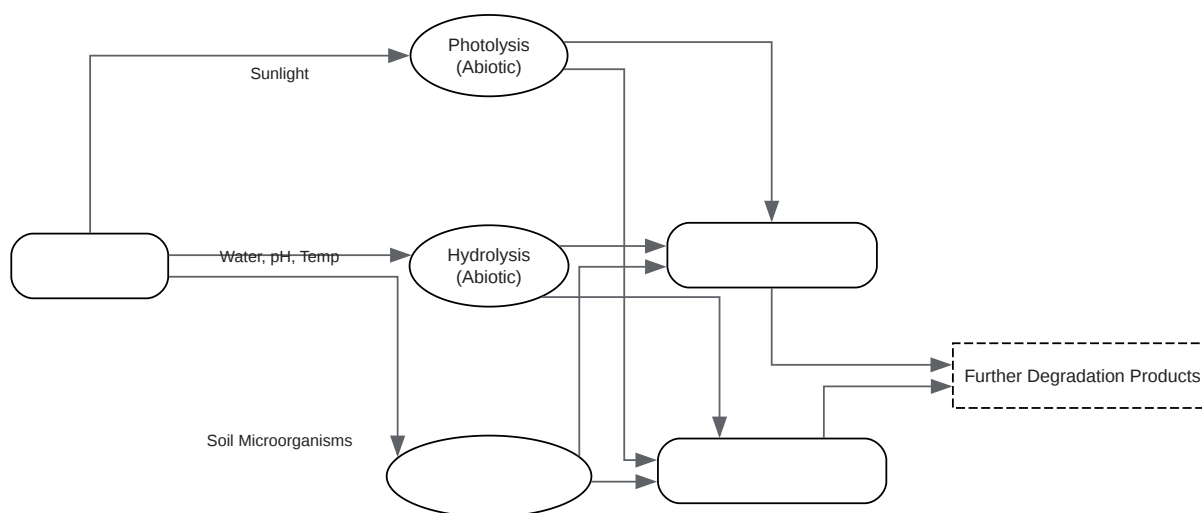 Photolysis
(Abiotic)
Sunlight
Water, pH, Temp
Hydrolysis
(Abiotic)
Further Degradation Products
Soil Microorganisms